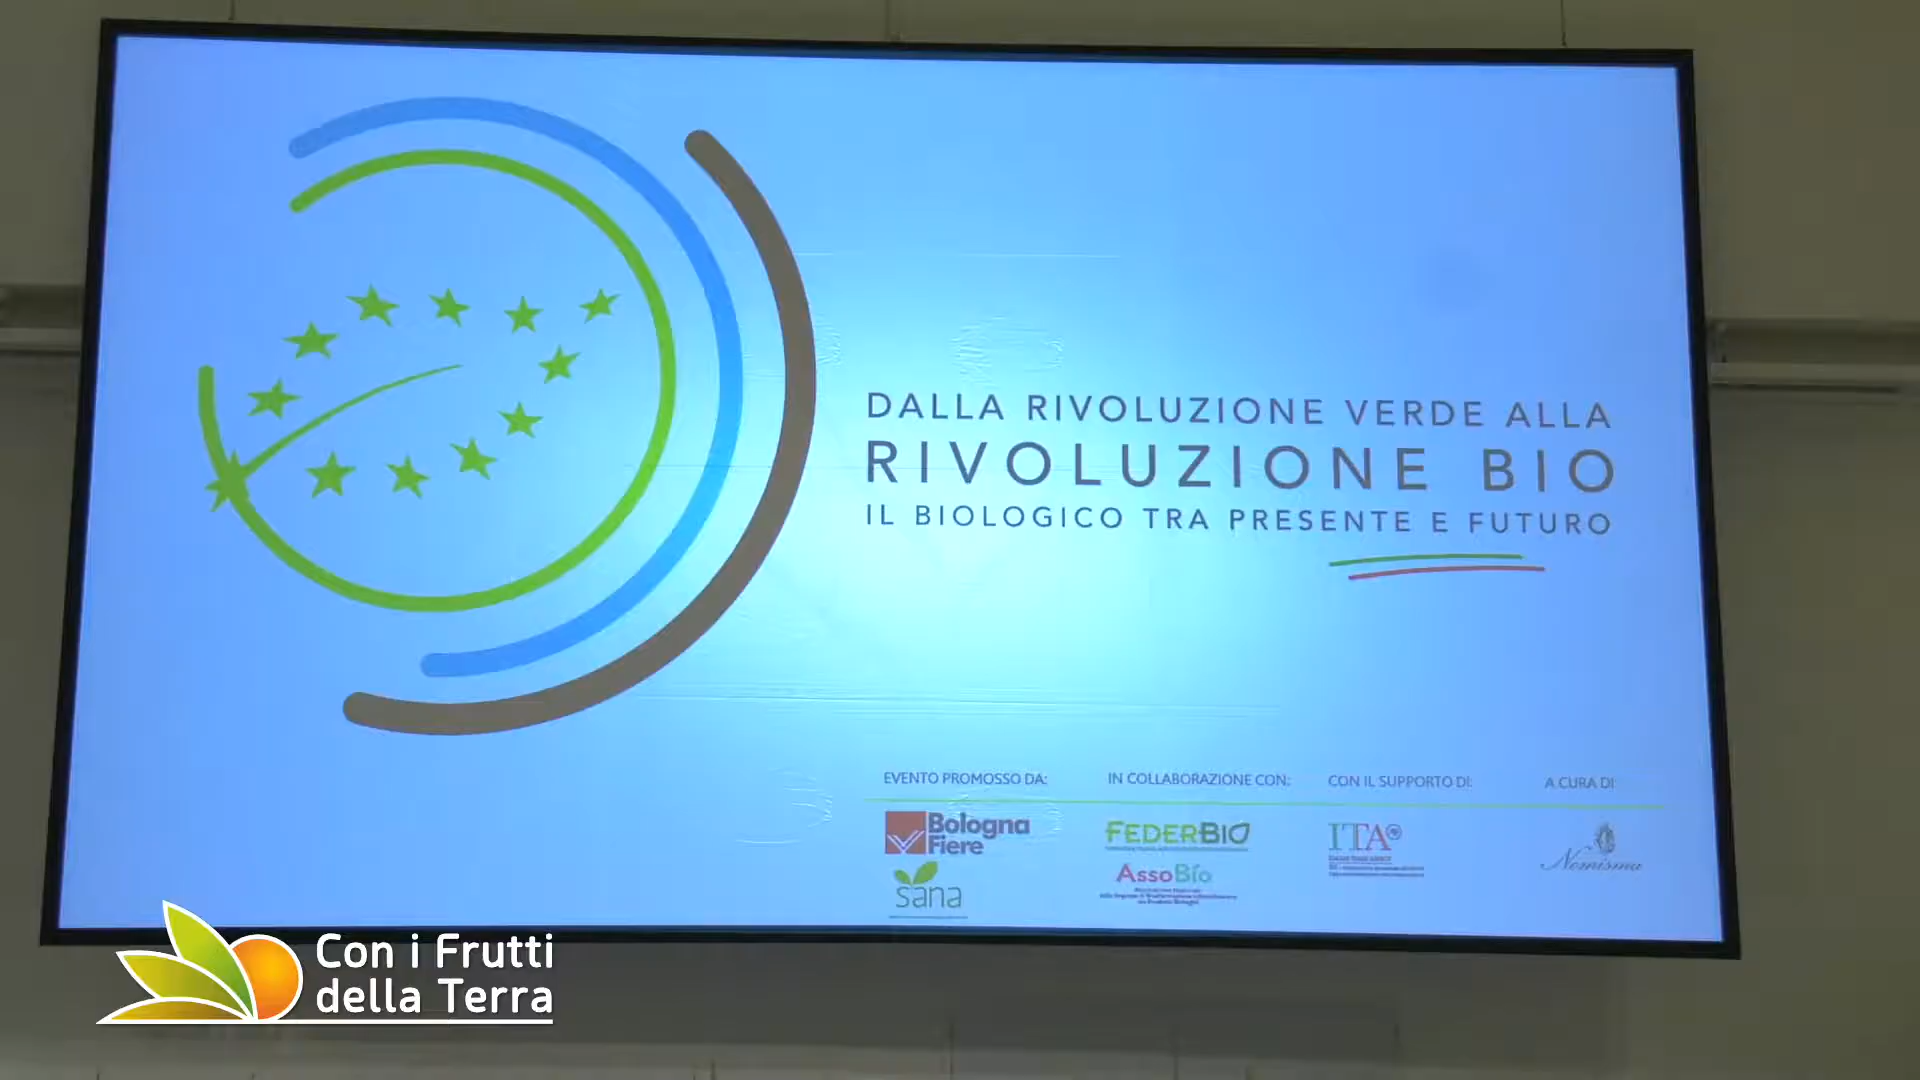 DALLA RIVOLUZIONE VERDE ALLA
RIVOLUZIONE BIO
IL BIOLOGICO TRA PRESENTE E FUTURO
EVENTO PROMOSSO DA:
IN COLLABORAZIONE CON:
CON IL SUPPORTO DI:
A CURA DI:
Bologna
Fiere
sana
FEDERBIO
AssoBio
ITA
Nomisma
Con i Frutti
della Terra